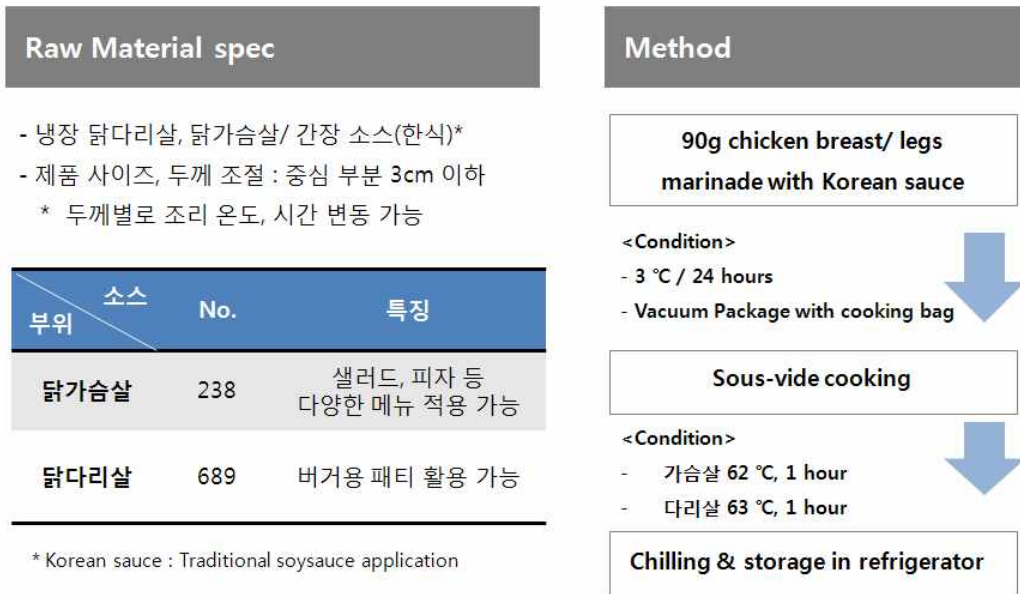 Raw Material spec
- 냉장 닭다리살, 닭가슴살/ 간장 소스(한식)*
- 제품 사이즈, 두께 조절 : 중심 부분 3cm 이하
* 두께별로 조리 온도, 시간 변동 가능
소스
부위
No.
특징
닭가슴살
238
샐러드, 피자 등
다양한 메뉴 적용 가능
닭다리살
689
버거용 패티 활용 가능
* Korean sauce : Traditional soysauce application
Method
90g chicken breast/ legs
marinade with Korean sauce
<Condition>
- 3 ℃ / 24 hours
- Vacuum Package with cooking bag
Sous-vide cooking
<Condition>
- 가슴살 62 ℃, 1 hour
- 다리살 63 ℃, 1 hour
Chilling & storage in refrigerator